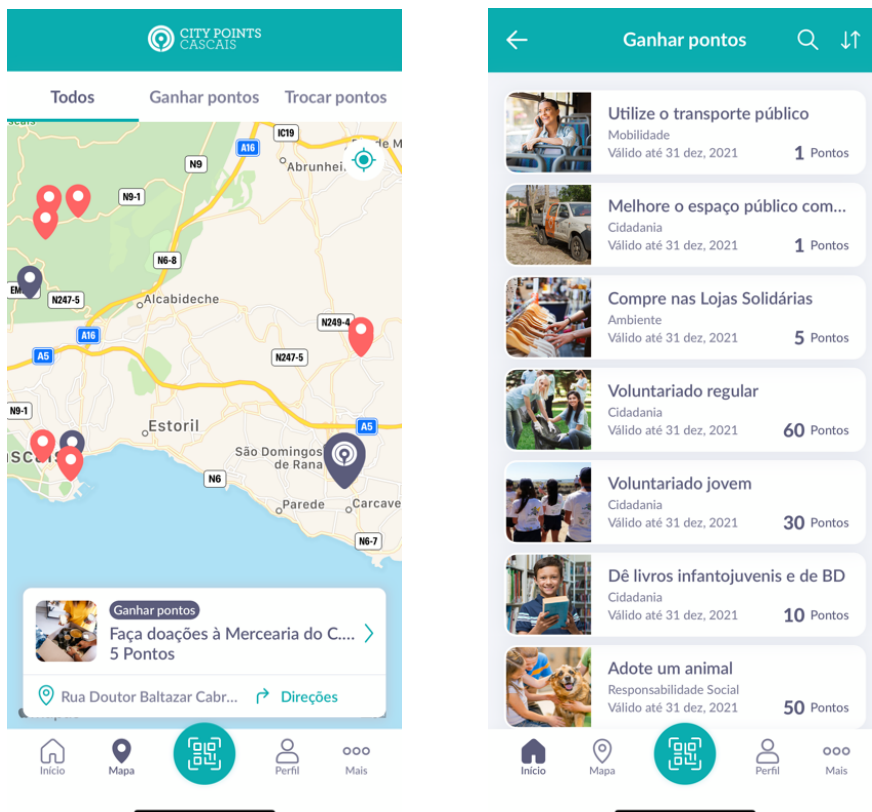 CITY POINTS
CASCAIS
Todos
Ganhar pontos
Trocar pontos
IC19
A16
N9
Abrunhei.
N9-1
N6-8
N247-5
Alcabideche
N249-4
A16
A5
N247-5
N9-1
Estoril
A5
São Domingos
de Rana
N6
Parede
Carcave
N6-7
Ganhar pontos
Faça doações à Mercearia do C....
5 Pontos
Rua Doutor Baltazar Cabr...
Direções
Início
Mapa
Perfil
Mais
Ganhar pontos
Utilize o transporte público
Mobilidade
Válido até 31 dez, 2021
1 Pontos
Melhore o espaço público com...
Cidadania
Válido até 31 dez, 2021
1 Pontos
Compre nas Lojas Solidárias
Ambiente
Válido até 31 dez, 2021
5 Pontos
Voluntariado regular
Cidadania
Válido até 31 dez, 2021
60 Pontos
Voluntariado jovem
Cidadania
Válido até 31 dez, 2021
30 Pontos
Dê livros infantojuvenis e de BD
Cidadania
Válido até 31 dez, 2021
10 Pontos
Adote um animal
Responsabilidade Social
Válido até 31 dez, 2021
50 Pontos
Início
Mapa
Perfil
Mais